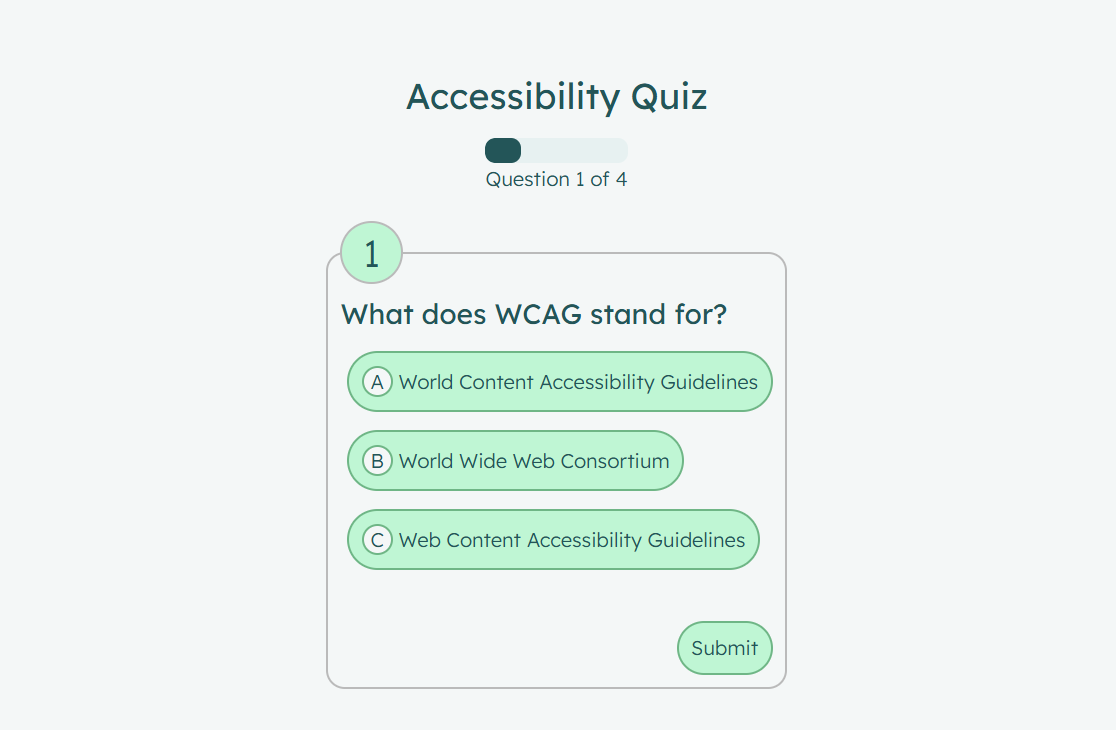 Accessibility Quiz
Question 1 of 4
1
What does WCAG stand for?
A World Content Accessibility Guidelines
B World Wide Web Consortium
C Web Content Accessibility Guidelines
Submit